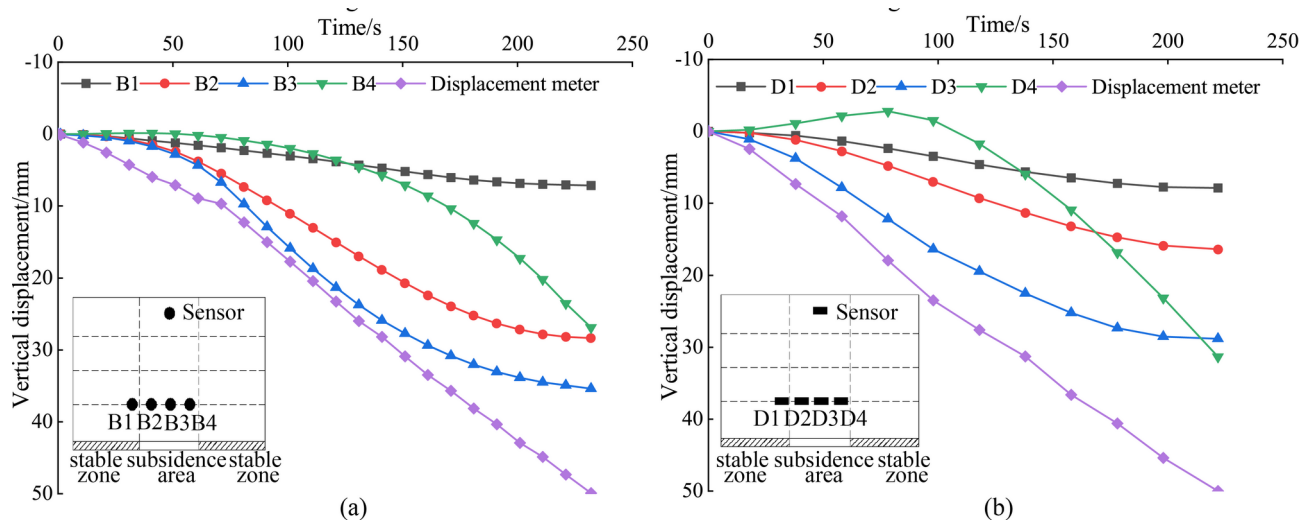 Time/s
0 50 100 150 200 250
-10
B1 B2 B3 B4 Displacement meter
0
10
20
30
40
50
Vertical displacement/mm
Sensor
B1 B2 B3 B4
stable zone
subsidence area
stable zone
(a)
Time/s
0 50 100 150 200 250
-10
D1 D2 D3 D4 Displacement meter
0
10
20
30
40
50
Vertical displacement/mm
Sensor
D1 D2 D3 D4
stable zone
subsidence area
stable zone
(b)